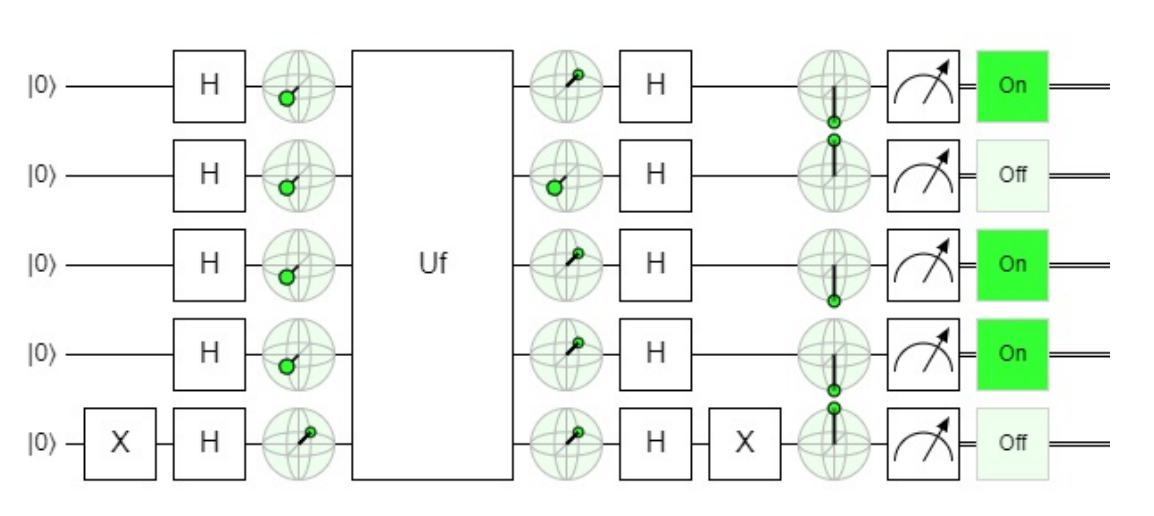 |0⟩ H H On
|0⟩ H H Off
|0⟩ H Uf H On
|0⟩ H H On
|0⟩ X H H X Off